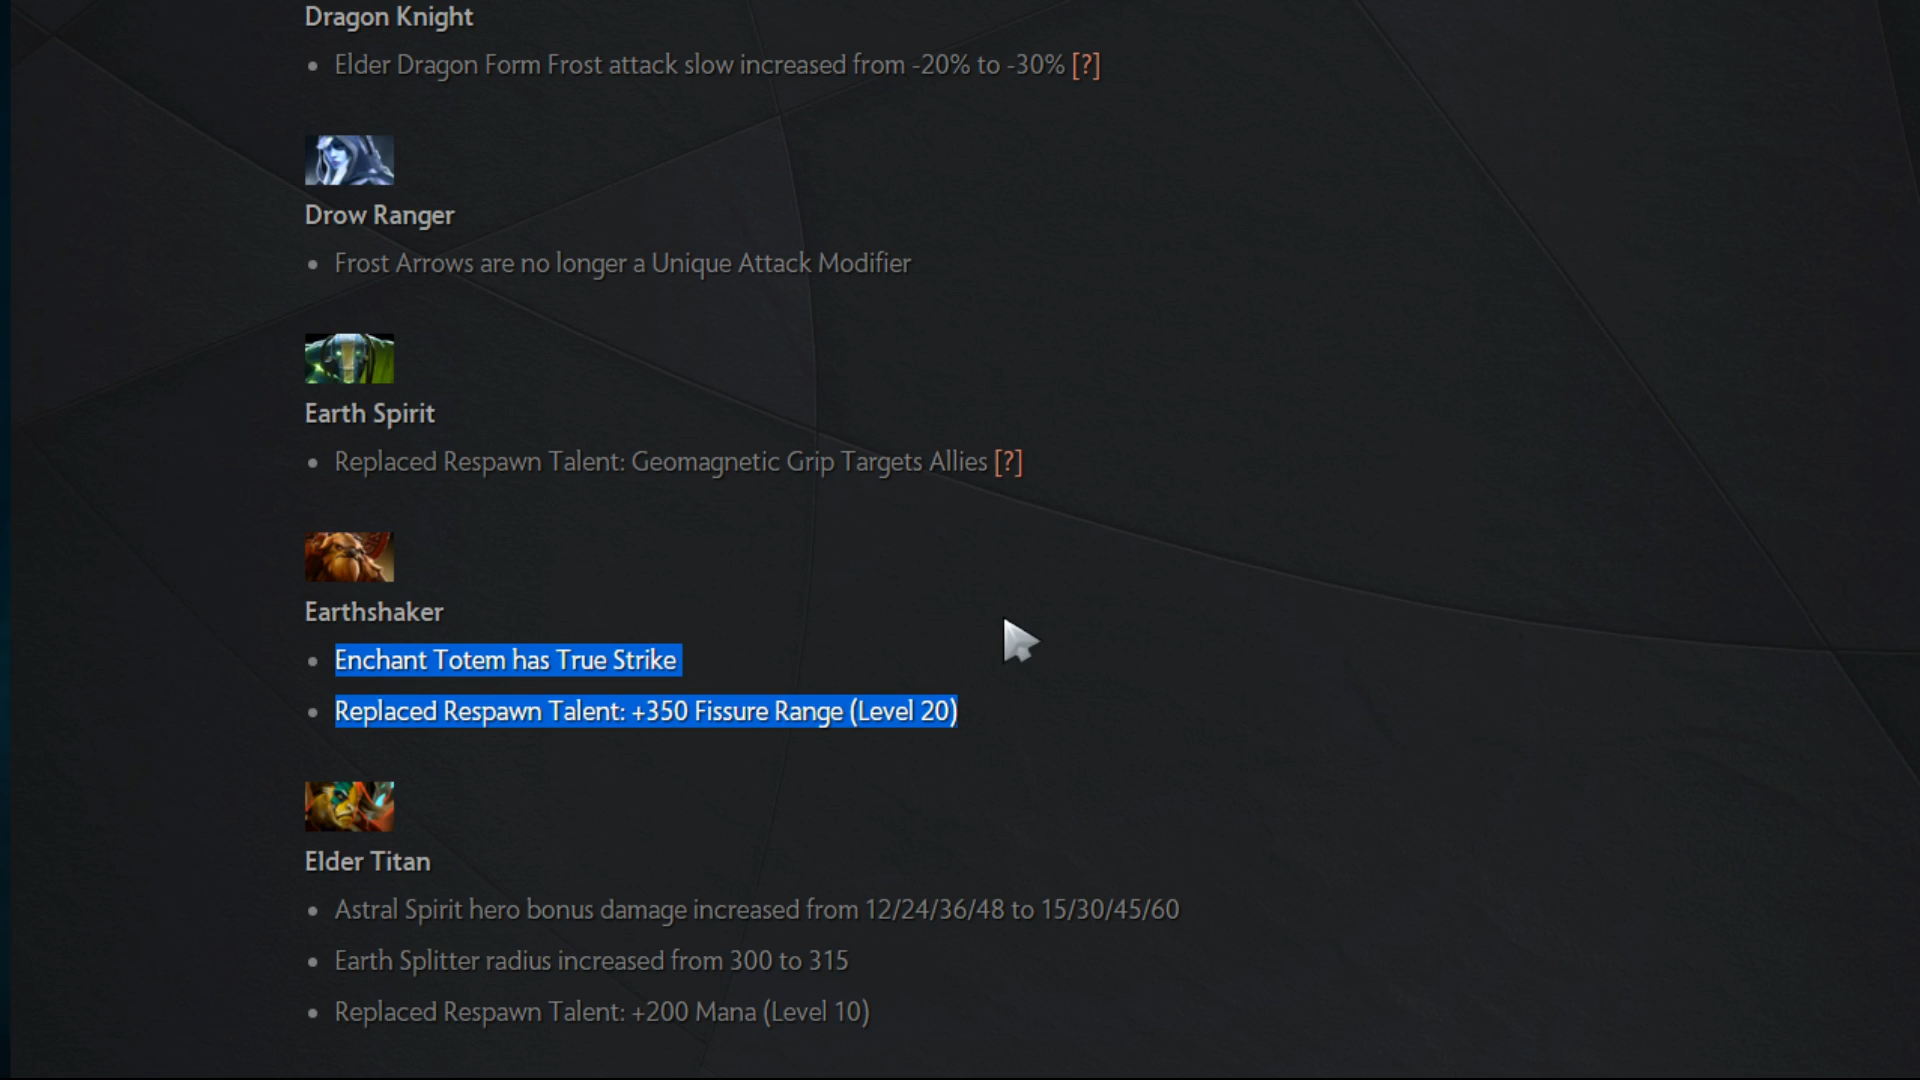 Dragon Knight
• Elder Dragon Form Frost attack slow increased from -20% to -30% [?]
Drow Ranger
• Frost Arrows are no longer a Unique Attack Modifier
Earth Spirit
• Replaced Respawn Talent: Geomagnetic Grip Targets Allies [?]
Earthshaker
• Enchant Totem has True Strike
• Replaced Respawn Talent: +350 Fissure Range (Level 20)
Elder Titan
• Astral Spirit hero bonus damage increased from 12/24/36/48 to 15/30/45/60
• Earth Splitter radius increased from 300 to 315
• Replaced Respawn Talent: +200 Mana (Level 10)